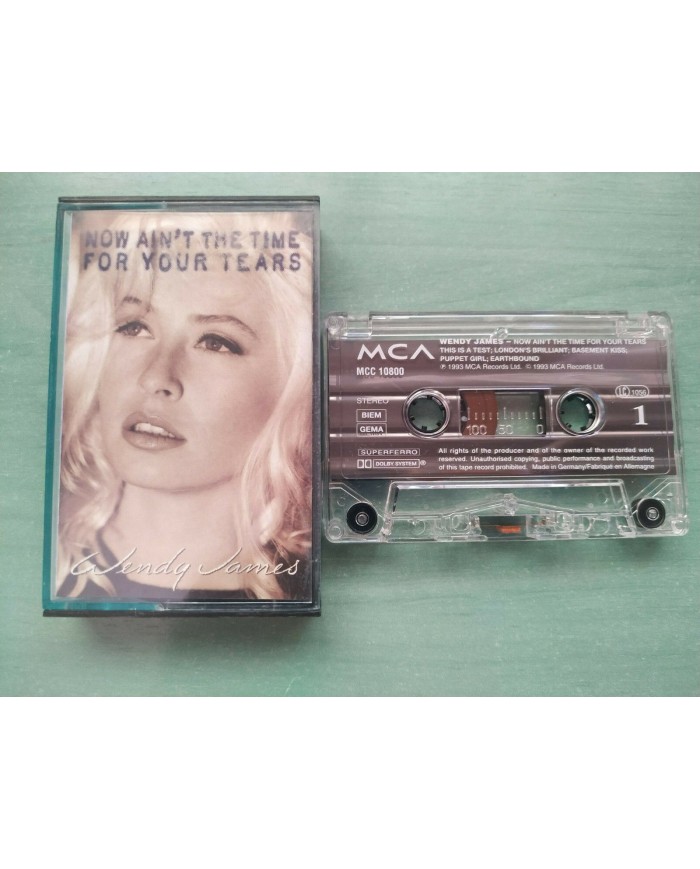 NOW AIN'T THE TIME
FOR YOUR TEARS
Wendy James
MCA
MCC 10800
WENDY JAMES – NOW AIN'T THE TIME FOR YOUR TEARS
THIS IS A TEST; LONDON'S BRILLIANT; BASEMENT KISS;
PUPPET GIRL; EARTHBOUND
℗ 1993 MCA Records Ltd. © 1993 MCA Records Ltd.
STEREO
BIEM
GEMA
100 50 0
LC 1056
1
SUPERFERRO
DOLBY SYSTEM ®
All rights of the producer and of the owner of the recorded work
reserved. Unauthorised copying, public performance and broadcasting
of this tape record prohibited. Made in Germany/Fabriqué en Allemagne